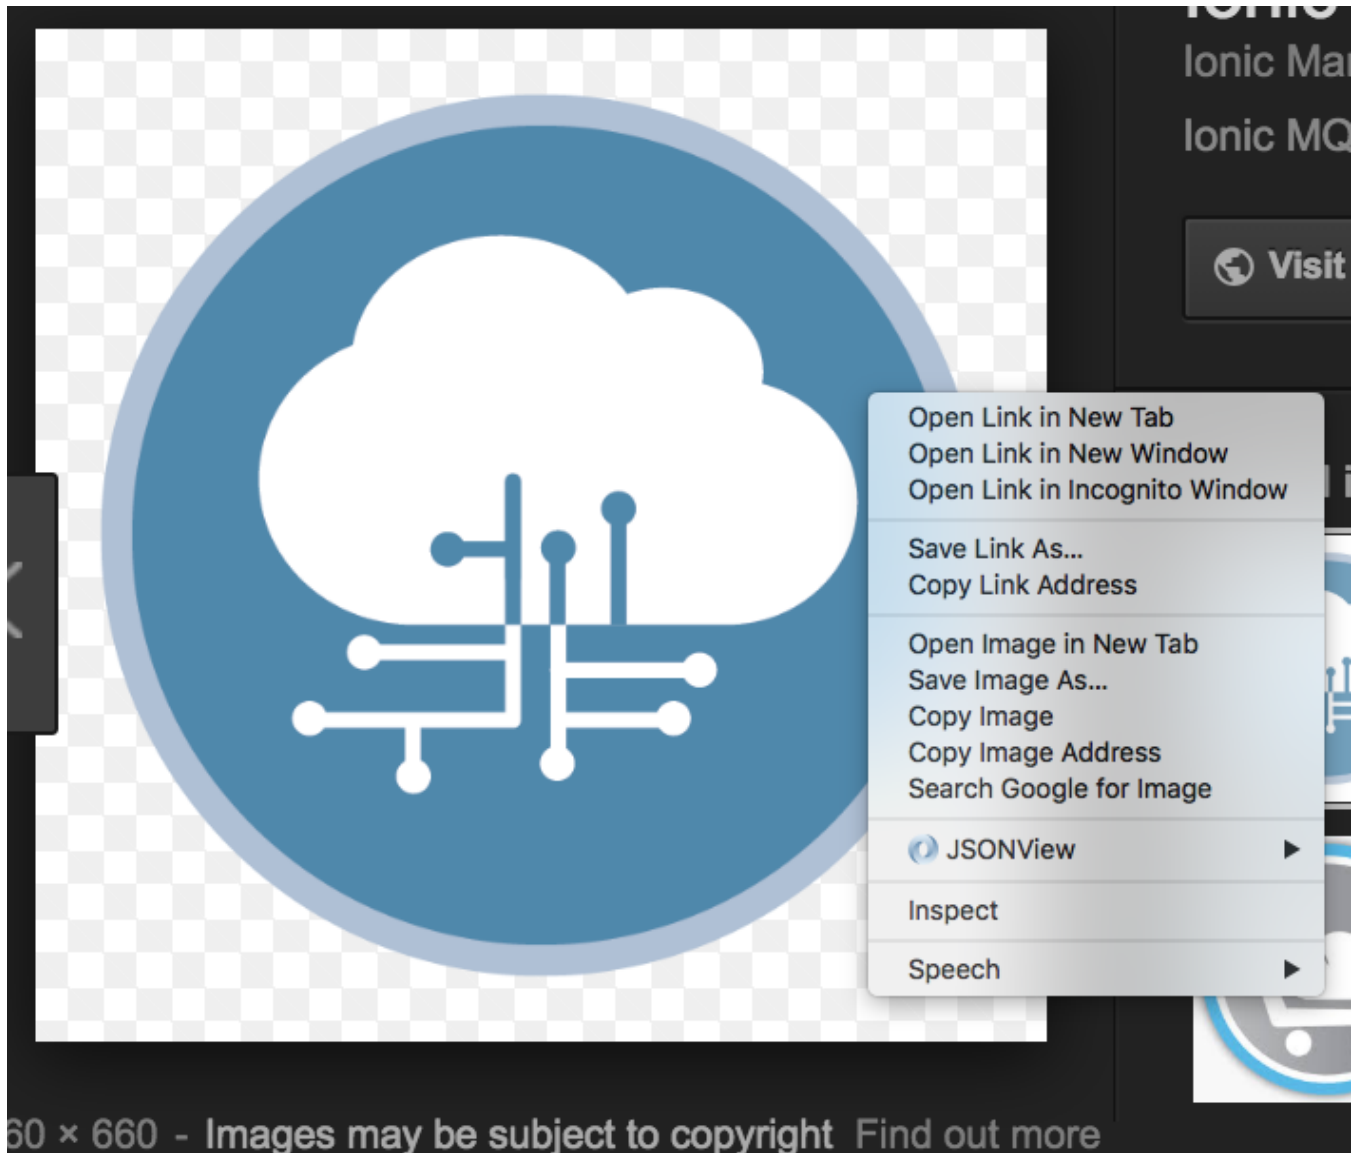 Ionic
Ionic Mar
Ionic MQ
Visit
Open Link in New Tab
Open Link in New Window
Open Link in Incognito Window
Save Link As...
Copy Link Address
Open Image in New Tab
Save Image As...
Copy Image
Copy Image Address
Search Google for Image
JSONView
Inspect
Speech
60 × 660 - Images may be subject to copyright Find out more